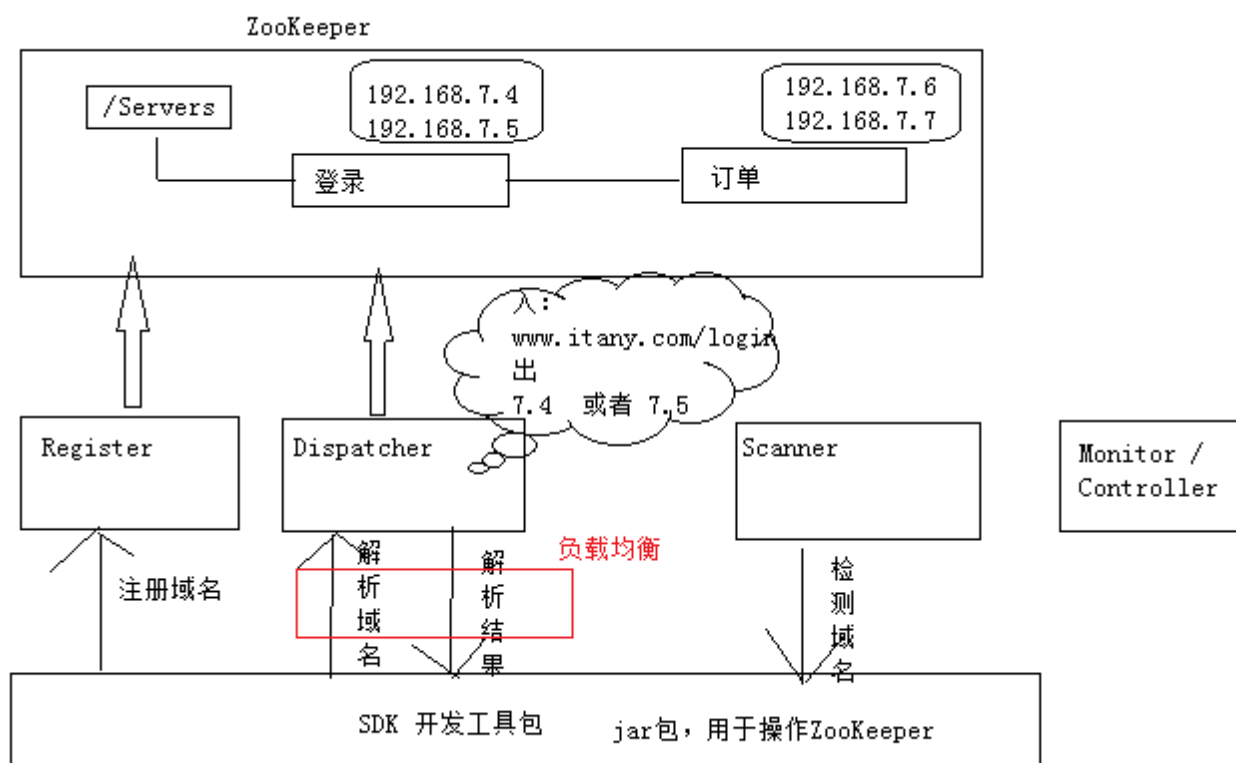 ZooKeeper
/Servers
192.168.7.4
192.168.7.5
192.168.7.6
192.168.7.7
登录
订单
入:
www.itany.com/login
出
7.4 或者 7.5
Register
Dispatcher
Scanner
Monitor /
Controller
注册域名
解析域名
解析结果
负载均衡
检测域名
SDK 开发工具包
jar包，用于操作ZooKeeper